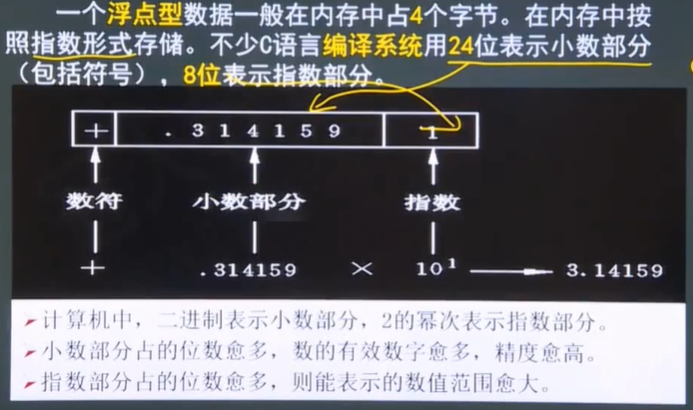 一个浮点型数据一般在内存中占4个字节。在内存中按
照指数形式存储。不少C语言编译系统用24位表示小数部分
（包括符号），8位表示指数部分。
+ .314159 1
数符 小数部分 指数
+ .314159 × 10¹ → 3.14159
计算机中，二进制表示小数部分，2的幂次表示指数部分。
小数部分占的位数愈多，数的有效数字愈多，精度愈高。
指数部分占的位数愈多，则能表示的数值范围愈大。